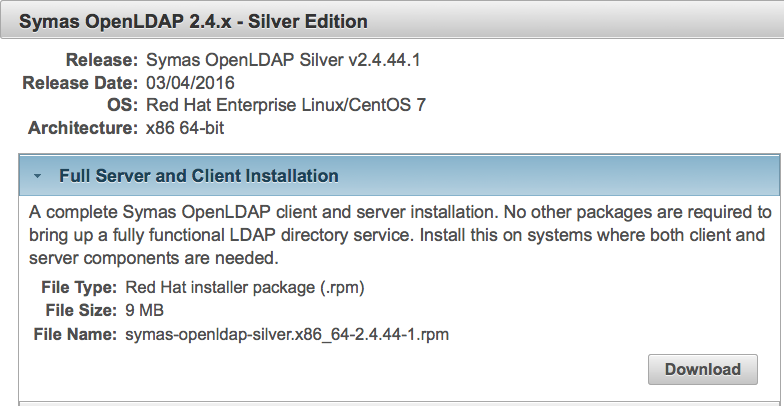 Symas OpenLDAP 2.4.x - Silver Edition
Release: Symas OpenLDAP Silver v2.4.44.1
Release Date: 03/04/2016
OS: Red Hat Enterprise Linux/CentOS 7
Architecture: x86 64-bit
Full Server and Client Installation
A complete Symas OpenLDAP client and server installation. No other packages are required to
bring up a fully functional LDAP directory service. Install this on systems where both client and
server components are needed.
File Type: Red Hat installer package (.rpm)
File Size: 9 MB
File Name: symas-openldap-silver.x86_64-2.4.44-1.rpm
Download